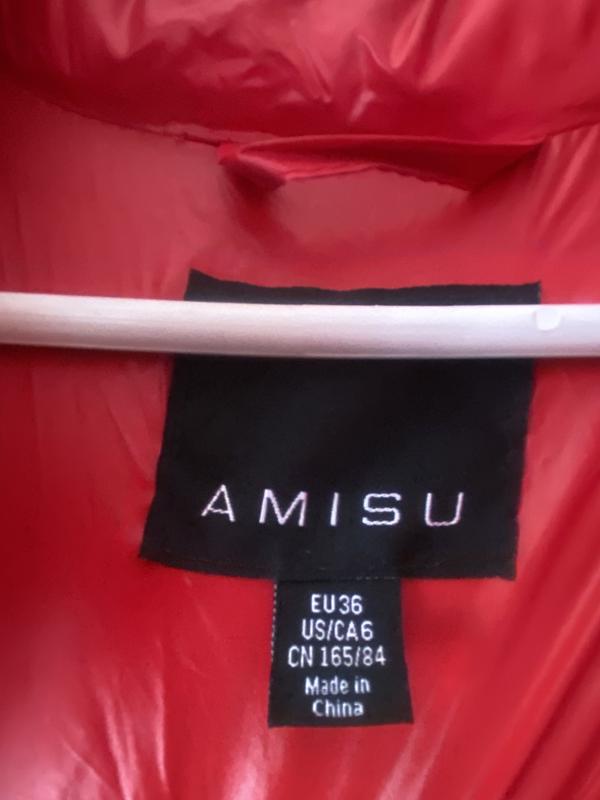 AMISU
EU36
US/CA6
CN 165/84
Made in
China